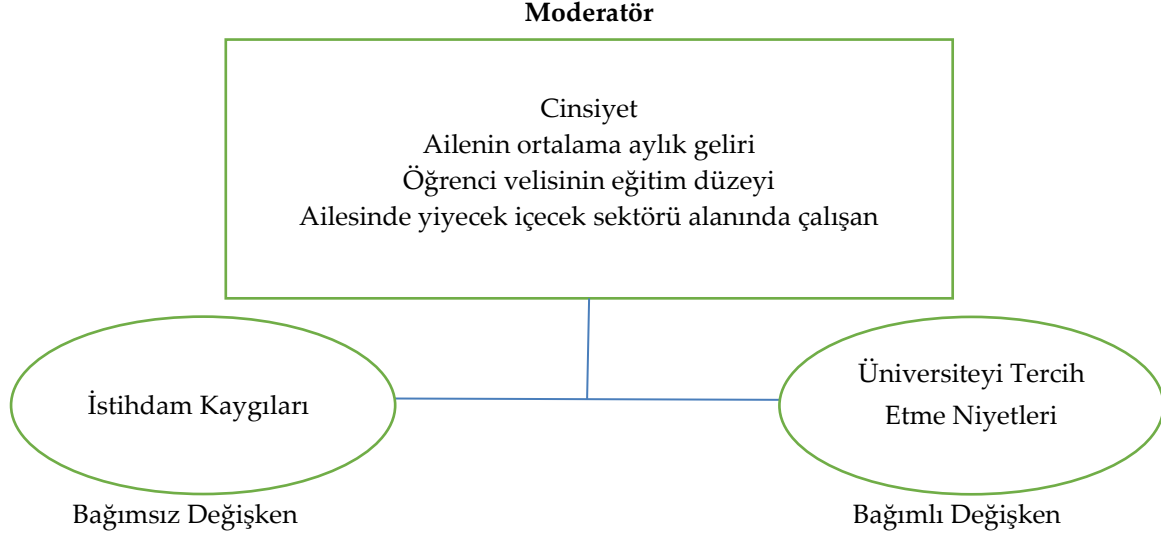 Moderatör
Cinsiyet
Ailenin ortalama aylık geliri
Öğrenci velisinin eğitim düzeyi
Ailesinde yiyecek içecek sektörü alanında çalışan
İstihdam Kaygıları
Üniversiteyi Tercih
Etme Niyetleri
Bağımsız Değişken
Bağımlı Değişken